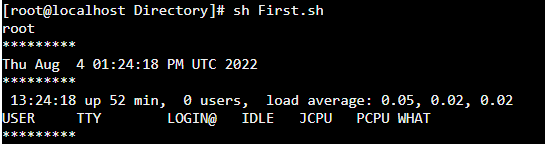 [root@localhost Directory]# sh First.sh
root
*********
Thu Aug  4 01:24:18 PM UTC 2022
*********
 13:24:18 up 52 min,  0 users,  load average: 0.05, 0.02, 0.02
USER     TTY        LOGIN@   IDLE   JCPU   PCPU WHAT
*********